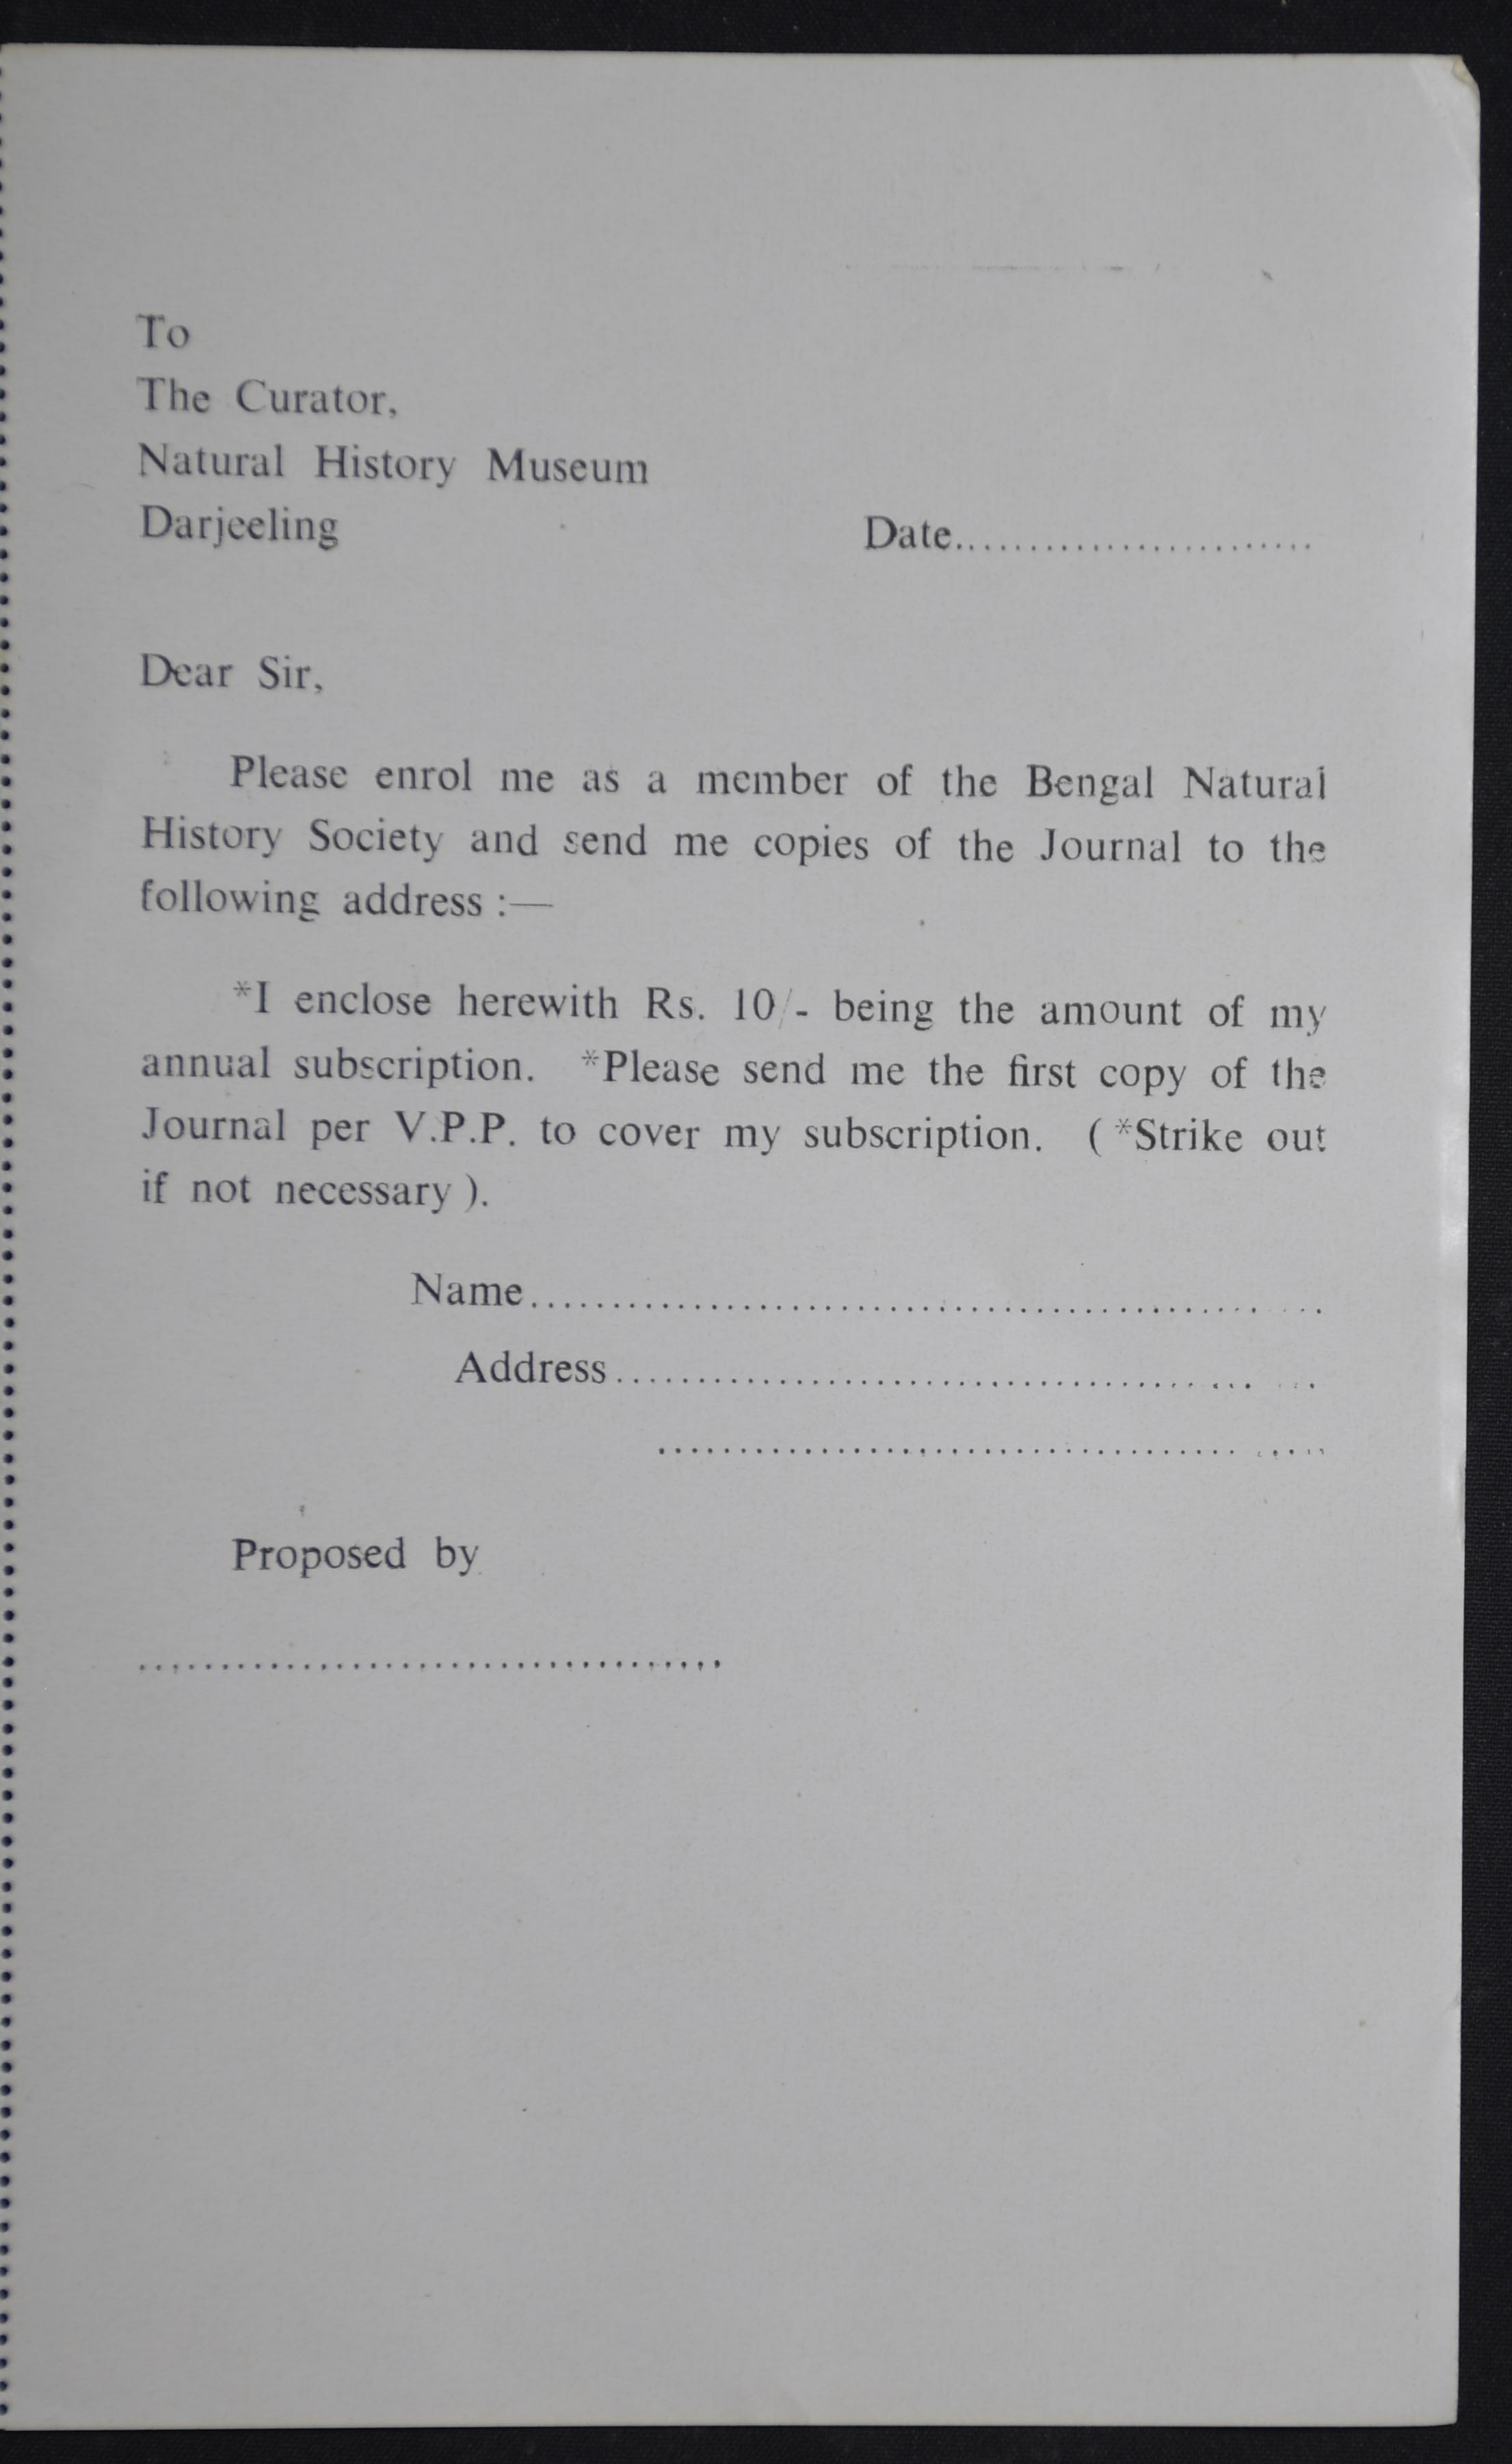 To
The Curator,
Natural History Museum
Darjeeling
Date..........................
Dear Sir,
Please enrol me as a member of the Bengal Natural
History Society and send me copies of the Journal to the
following address :—
*I enclose herewith Rs. 10/- being the amount of my
annual subscription. *Please send me the first copy of the
Journal per V.P.P. to cover my subscription. ( *Strike out
if not necessary ).
Name......................................................
Address................................................
..............................................
Proposed by
........................................